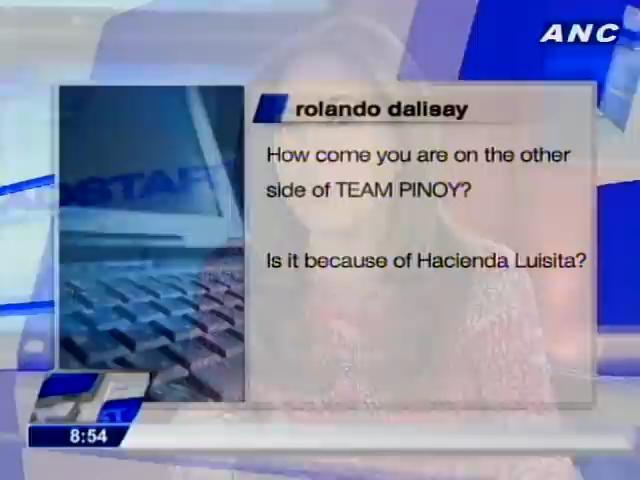 ANC
rolando dalisay
How come you are on the other
side of TEAM PINOY?
Is it because of Hacienda Luisita?
8:54